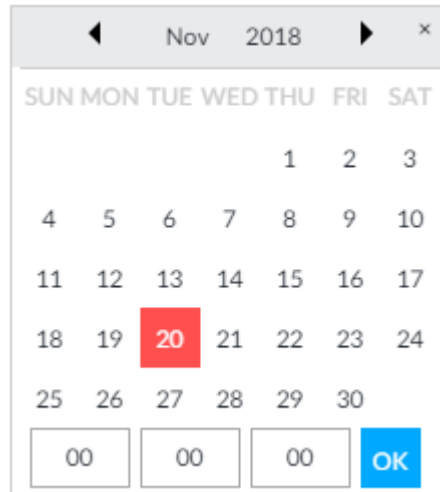 Nov 2018 ×
SUN MON TUE WED THU FRI SAT
1 2 3
4 5 6 7 8 9 10
11 12 13 14 15 16 17
18 19 20 21 22 23 24
25 26 27 28 29 30
00 00 00 OK